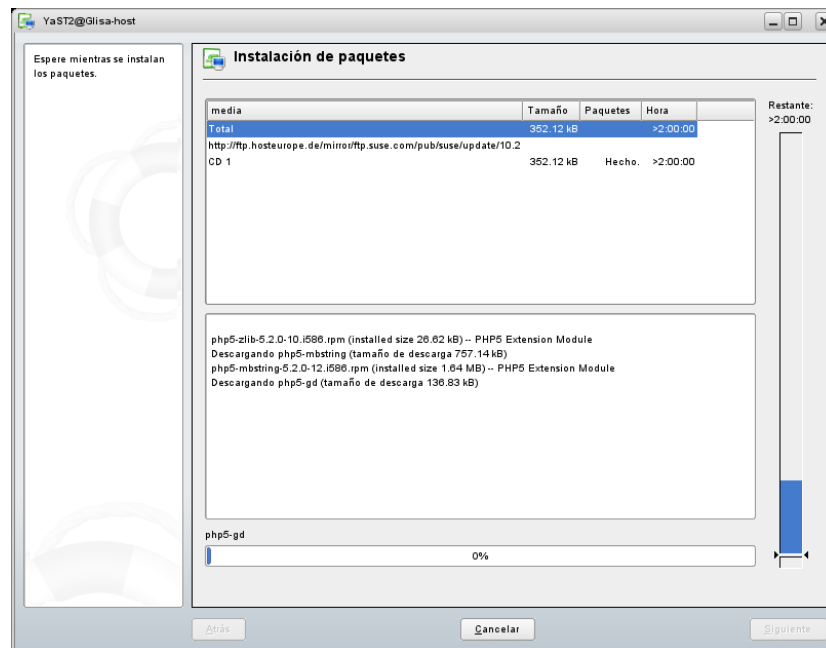 YaST2@Glisa-host
Espere mientras se instalan
los paquetes.
Instalación de paquetes
media Tamaño Paquetes Hora
Total 352.12 kB >2:00:00
http://ftp.hosteurope.de/mirror/ftp.suse.com/pub/suse/update/10.2
CD 1 352.12 kB Hecho. >2:00:00
Restante:
>2:00:00
php5-zlib-5.2.0-10.i586.rpm (installed size 26.62 kB) -- PHP5 Extension Module
Descargando php5-mbstring (tamaño de descarga 757.14 kB)
php5-mbstring-5.2.0-12.i586.rpm (installed size 1.64 MB) -- PHP5 Extension Module
Descargando php5-gd (tamaño de descarga 136.83 kB)
php5-gd
0%
Atrás Cancelar Siguiente